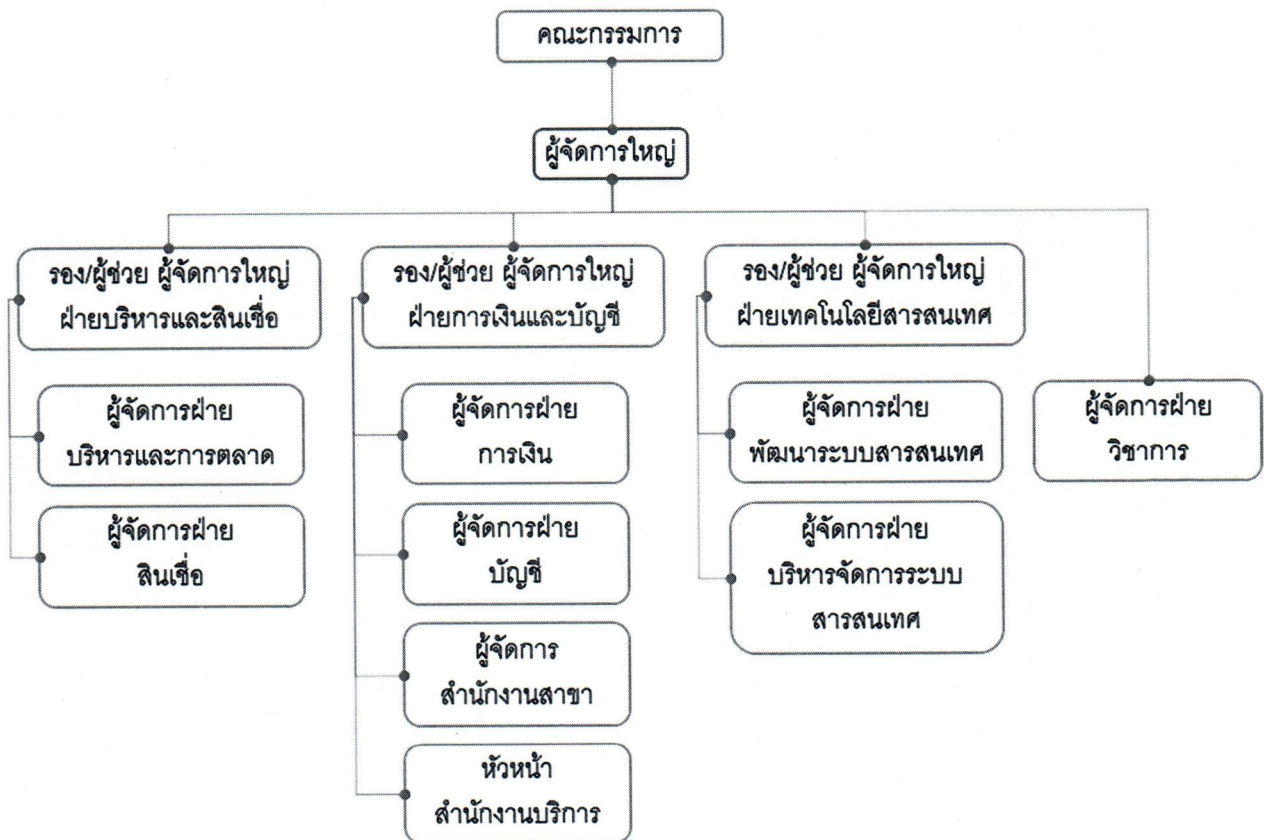 คณะกรรมการ
ผู้จัดการใหญ่
รอง/ผู้ช่วย ผู้จัดการใหญ่
ฝ่ายบริหารและสินเชื่อ
ผู้จัดการฝ่าย
บริหารและการตลาด
ผู้จัดการฝ่าย
สินเชื่อ
รอง/ผู้ช่วย ผู้จัดการใหญ่
ฝ่ายการเงินและบัญชี
ผู้จัดการฝ่าย
การเงิน
ผู้จัดการฝ่าย
บัญชี
ผู้จัดการ
สำนักงานสาขา
หัวหน้า
สำนักงานบริการ
รอง/ผู้ช่วย ผู้จัดการใหญ่
ฝ่ายเทคโนโลยีสารสนเทศ
ผู้จัดการฝ่าย
พัฒนาระบบสารสนเทศ
ผู้จัดการฝ่าย
บริหารจัดการระบบ
สารสนเทศ
ผู้จัดการฝ่าย
วิชาการ